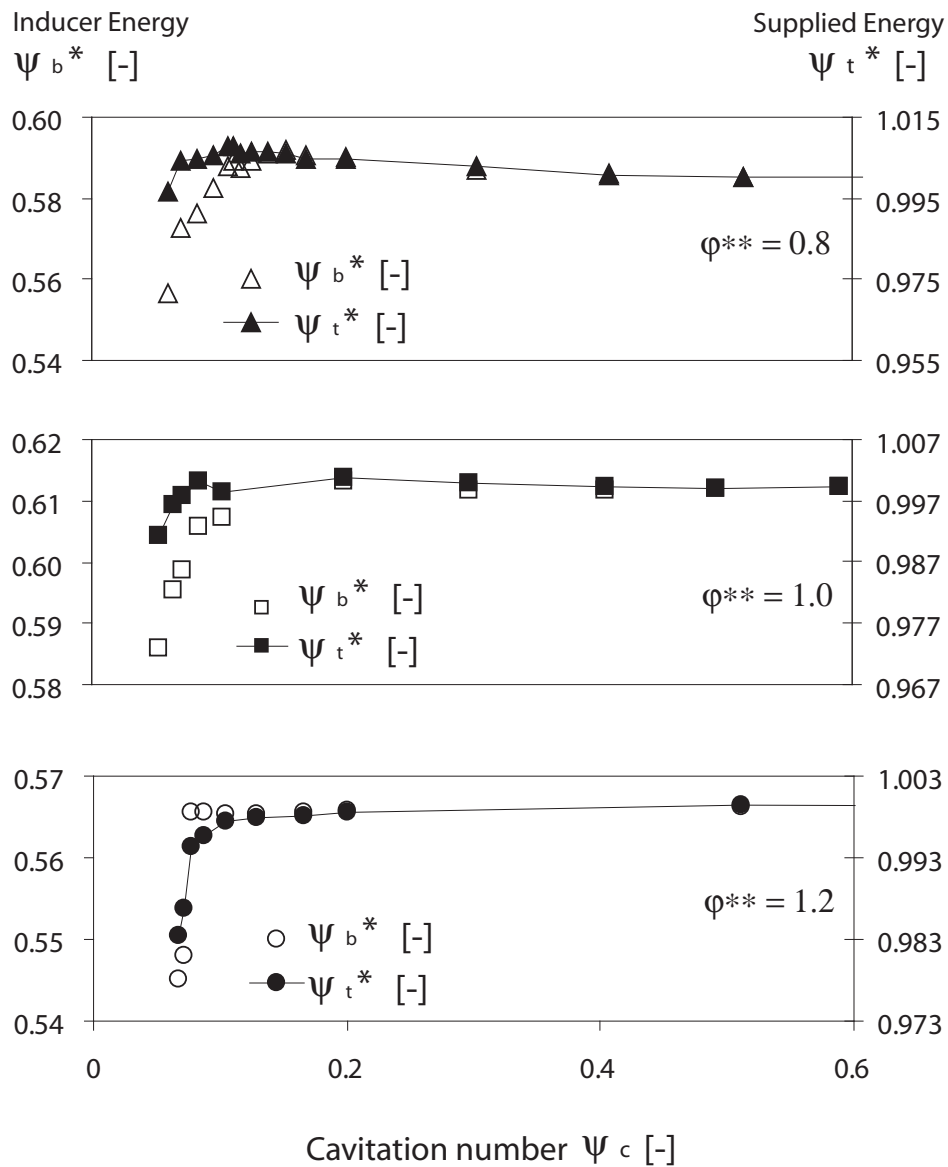 Inducer Energy Supplied Energy
Ψ b* [-] Ψ t* [-]
0.60 1.015
0.58 0.995
φ** = 0.8
Ψ b* [-]
0.56 0.975
Ψ t* [-]
0.54 0.955
0.62 1.007
0.61 0.997
0.60 0.987
Ψ b* [-] φ** = 1.0
0.59 0.977
Ψ t* [-]
0.58 0.967
0.57 1.003
0.56 0.993
φ** = 1.2
0.55 Ψ b* [-] 0.983
Ψ t* [-]
0.54 0.973
0 0.2 0.4 0.6
Cavitation number Ψ c [-]